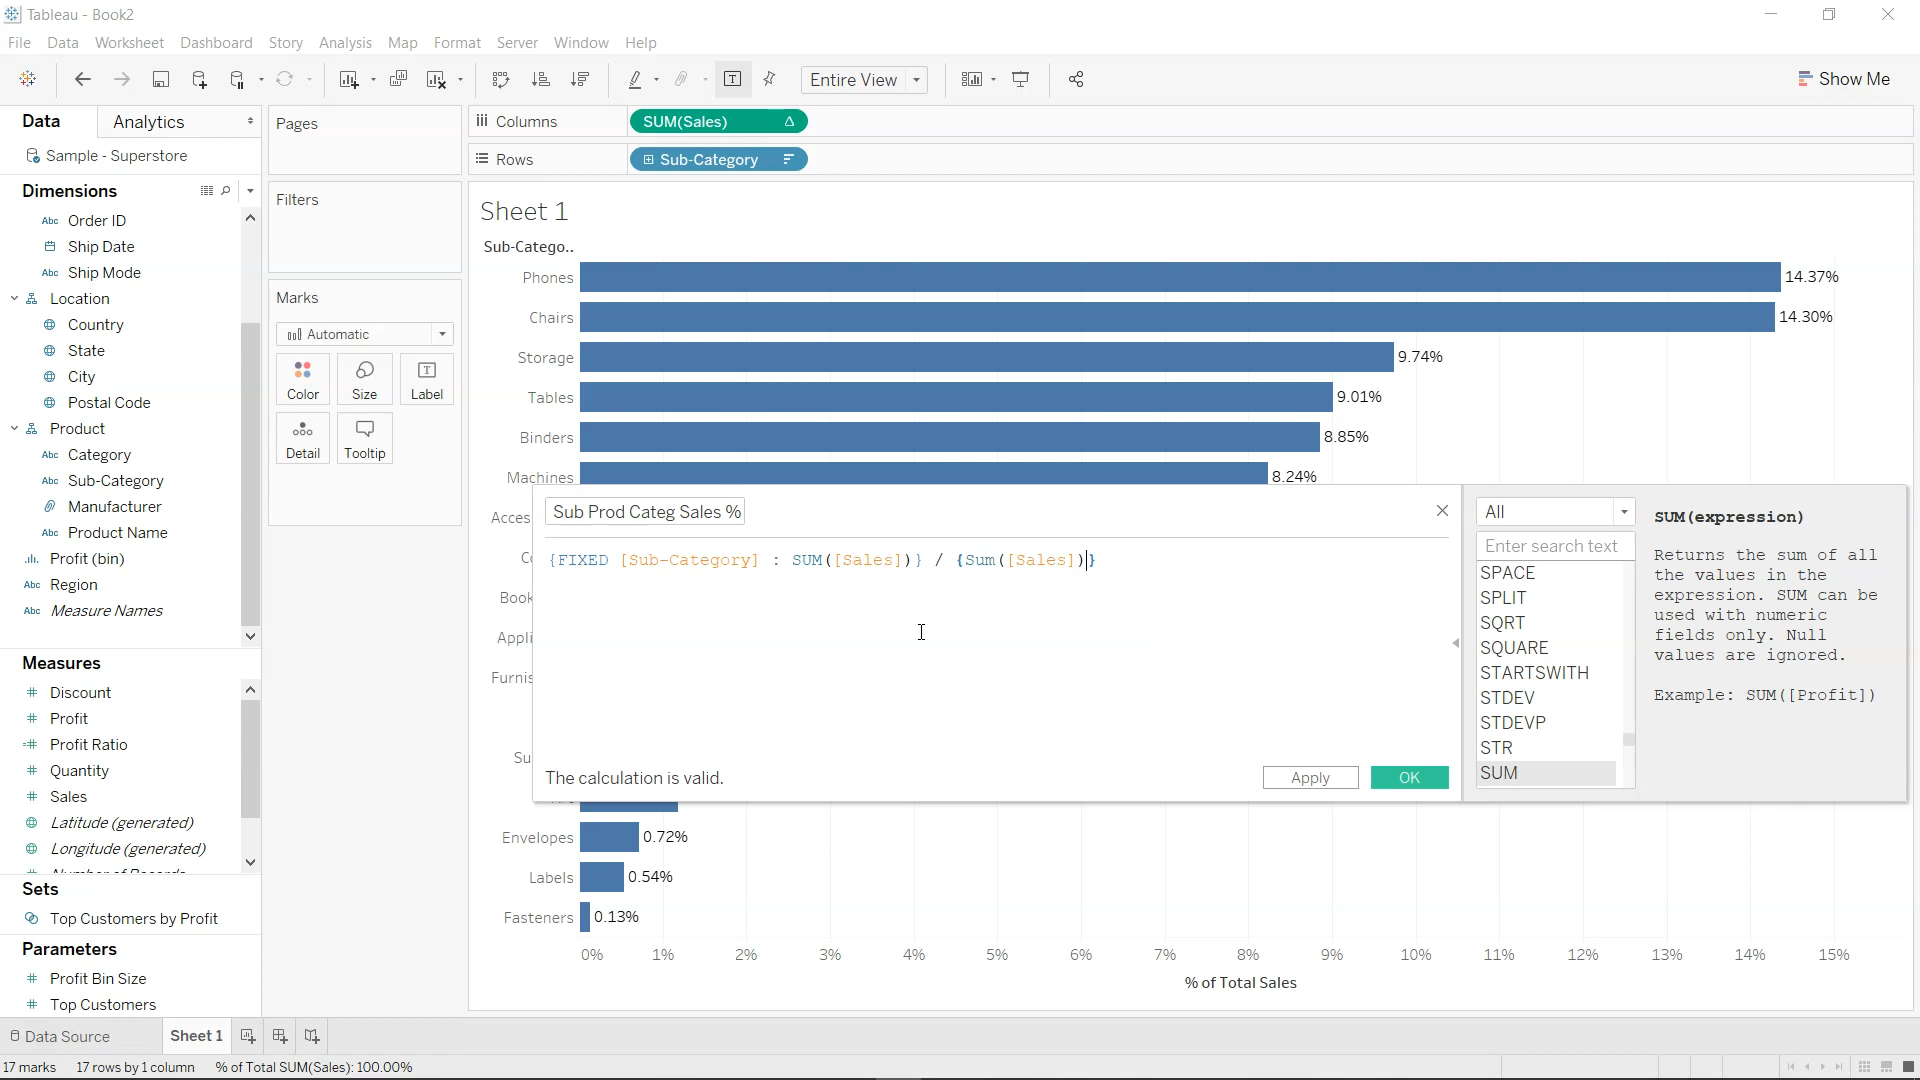 Tableau - Book2
File Data Worksheet Dashboard Story Analysis Map Format Server Window Help
Entire View
Show Me
Data
Analytics
Sample - Superstore
Dimensions
Order ID
Ship Date
Ship Mode
Location
Country
State
City
Postal Code
Product
Category
Sub-Category
Manufacturer
Product Name
Profit (bin)
Region
Measure Names
Measures
Discount
Profit
Profit Ratio
Quantity
Sales
Latitude (generated)
Longitude (generated)
Sets
Top Customers by Profit
Parameters
Profit Bin Size
Top Customers
Pages
Filters
Marks
Automatic
Color
Size
Label
Detail
Tooltip
Columns
SUM(Sales)
Rows
Sub-Category
Sheet 1
Sub-Catego..
Phones 14.37%
Chairs 14.30%
Storage 9.74%
Tables 9.01%
Binders 8.85%
Machines 8.24%
Acces
Co
Book
Appli
Furnis
Su
Envelopes 0.72%
Labels 0.54%
Fasteners 0.13%
0% 1% 2% 3% 4% 5% 6% 7% 8% 9% 10% 11% 12% 13% 14% 15%
% of Total Sales
Sub Prod Categ Sales %
{FIXED [Sub-Category] : SUM([Sales])} / {Sum([Sales])}
The calculation is valid.
Apply
OK
All
Enter search text
SPACE
SPLIT
SQRT
SQUARE
STARTSWITH
STDEV
STDEVP
STR
SUM
SUM(expression)
Returns the sum of all
the values in the
expression. SUM can be
used with numeric
fields only. Null
values are ignored.
Example: SUM([Profit])
Data Source
Sheet 1
17 marks 17 rows by 1 column % of Total SUM(Sales): 100.00%